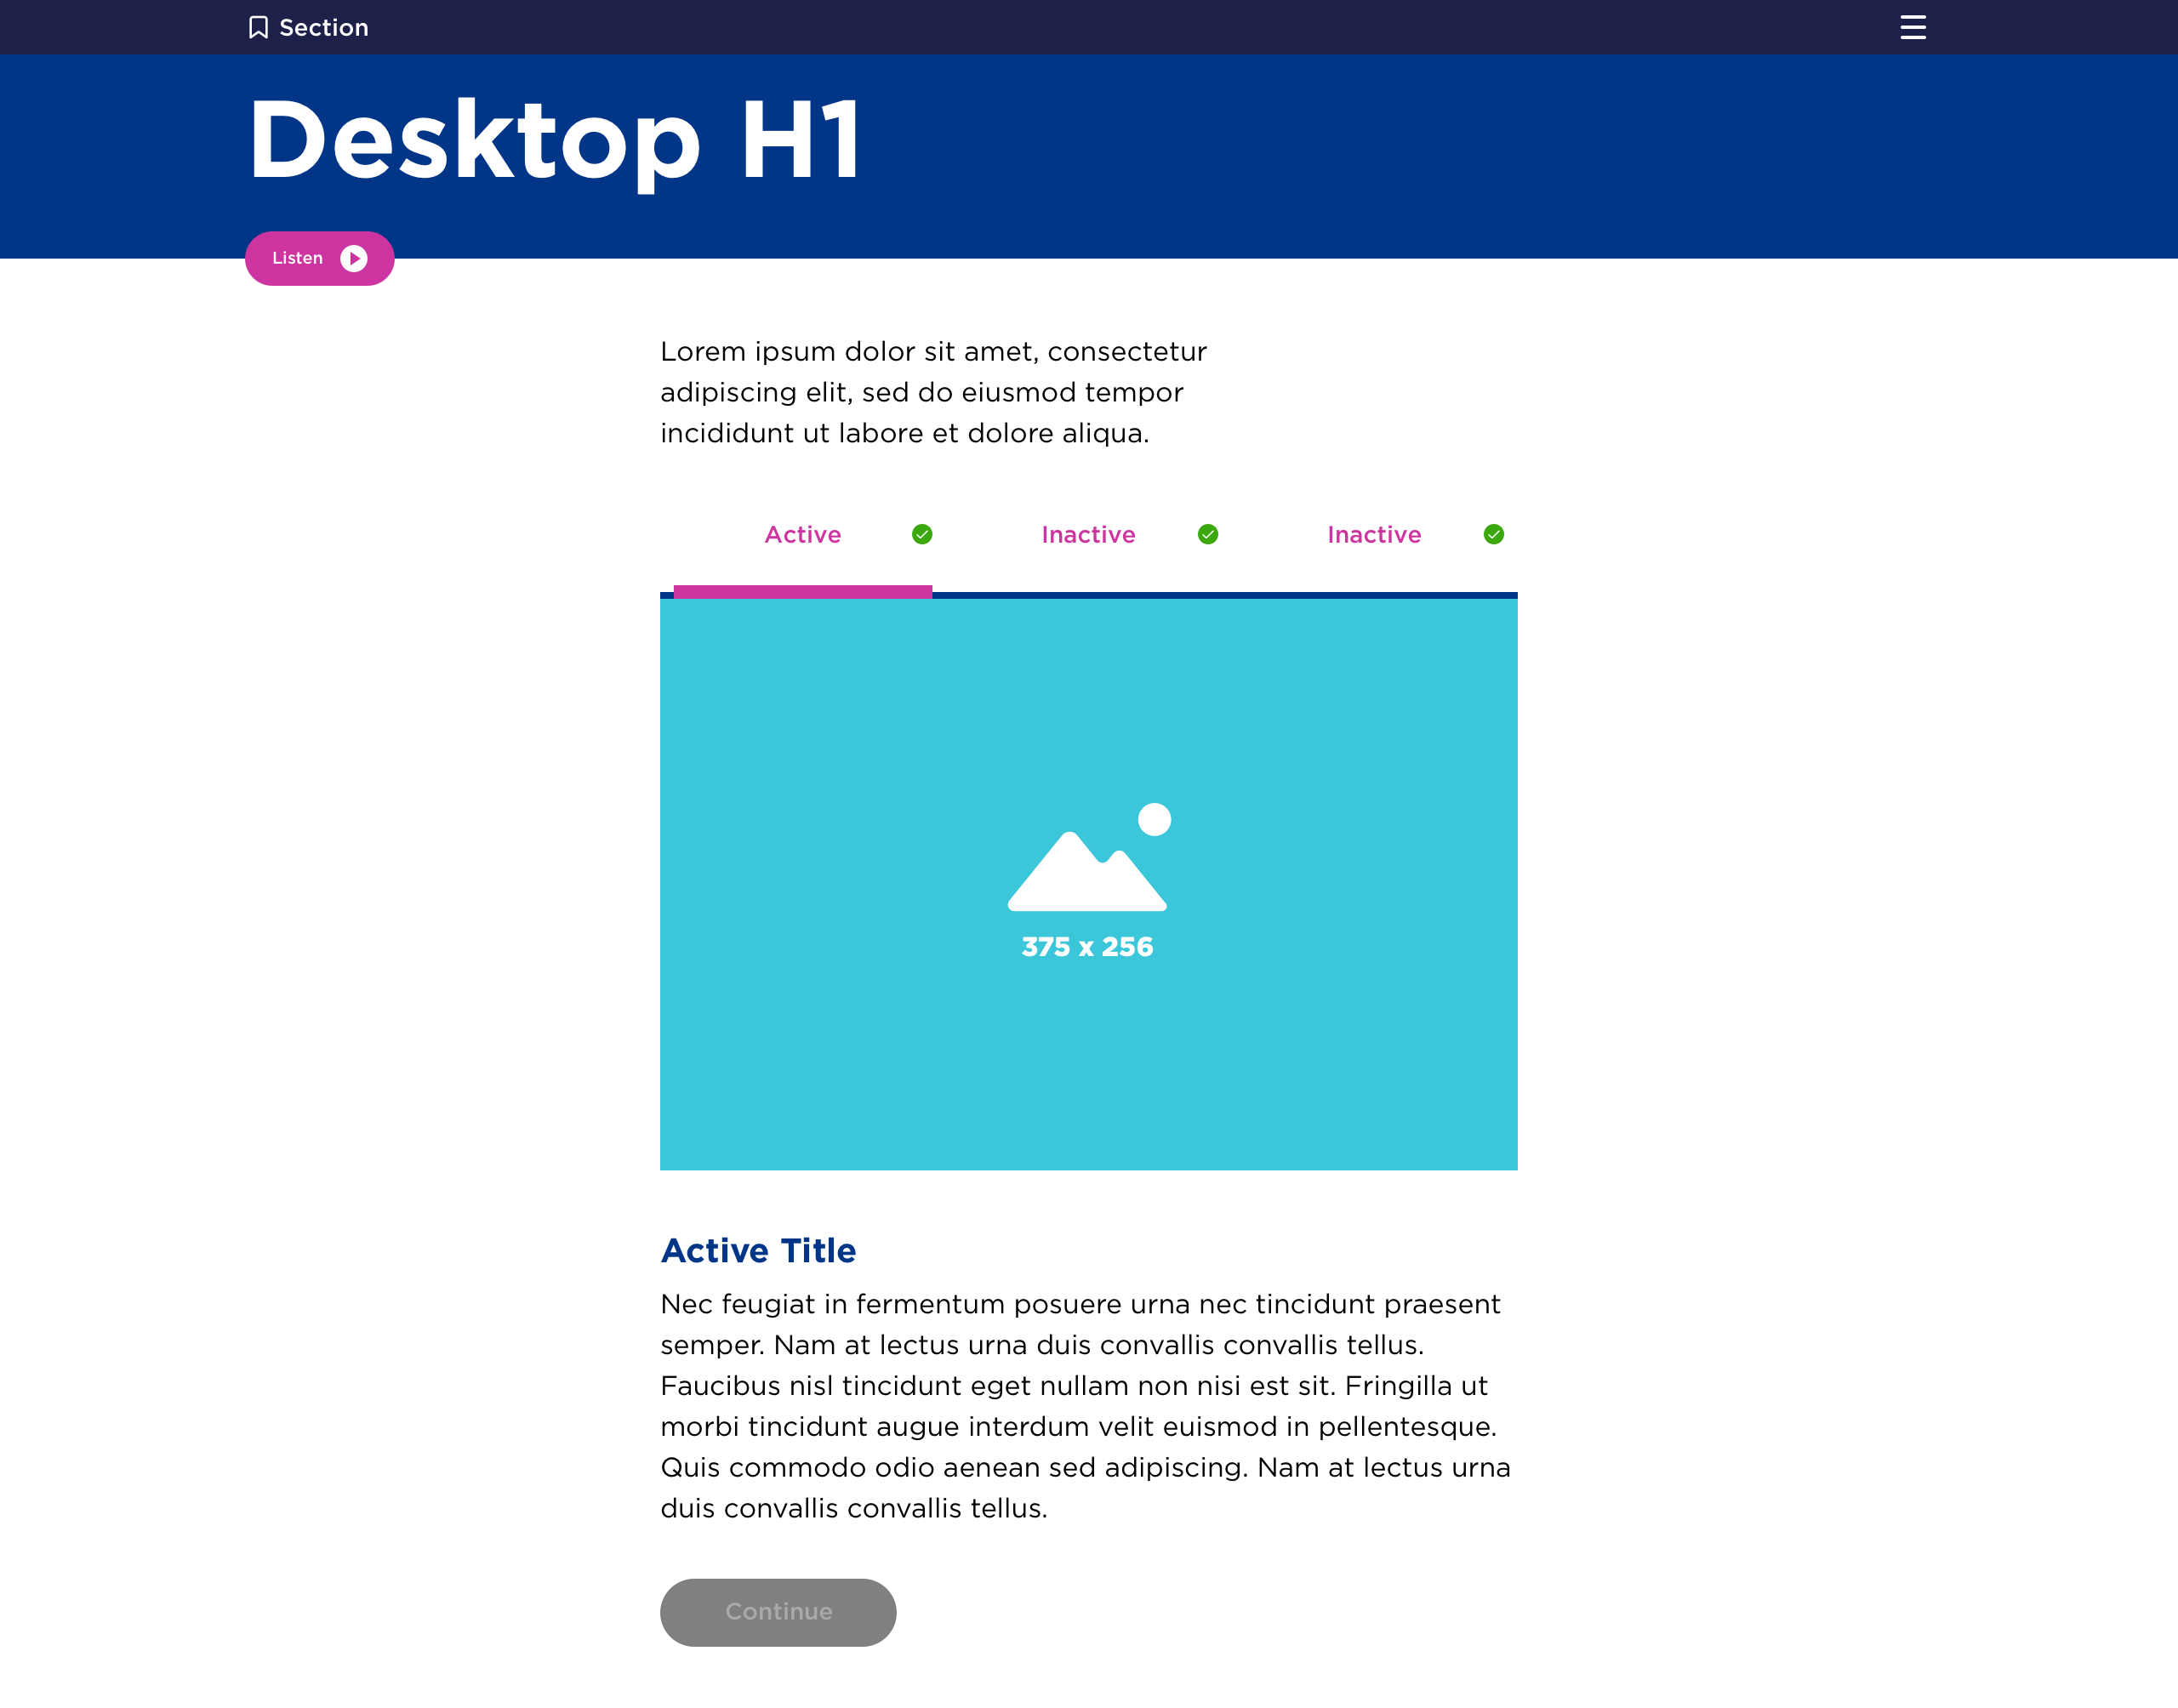 Section
Desktop H1
Listen
Lorem ipsum dolor sit amet, consectetur
adipiscing elit, sed do eiusmod tempor
incididunt ut labore et dolore aliqua.
Active
Inactive
Inactive
375 x 256
Active Title
Nec feugiat in fermentum posuere urna nec tincidunt praesent
semper. Nam at lectus urna duis convallis convallis tellus.
Faucibus nisl tincidunt eget nullam non nisi est sit. Fringilla ut
morbi tincidunt augue interdum velit euismod in pellentesque.
Quis commodo odio aenean sed adipiscing. Nam at lectus urna
duis convallis convallis tellus.
Continue